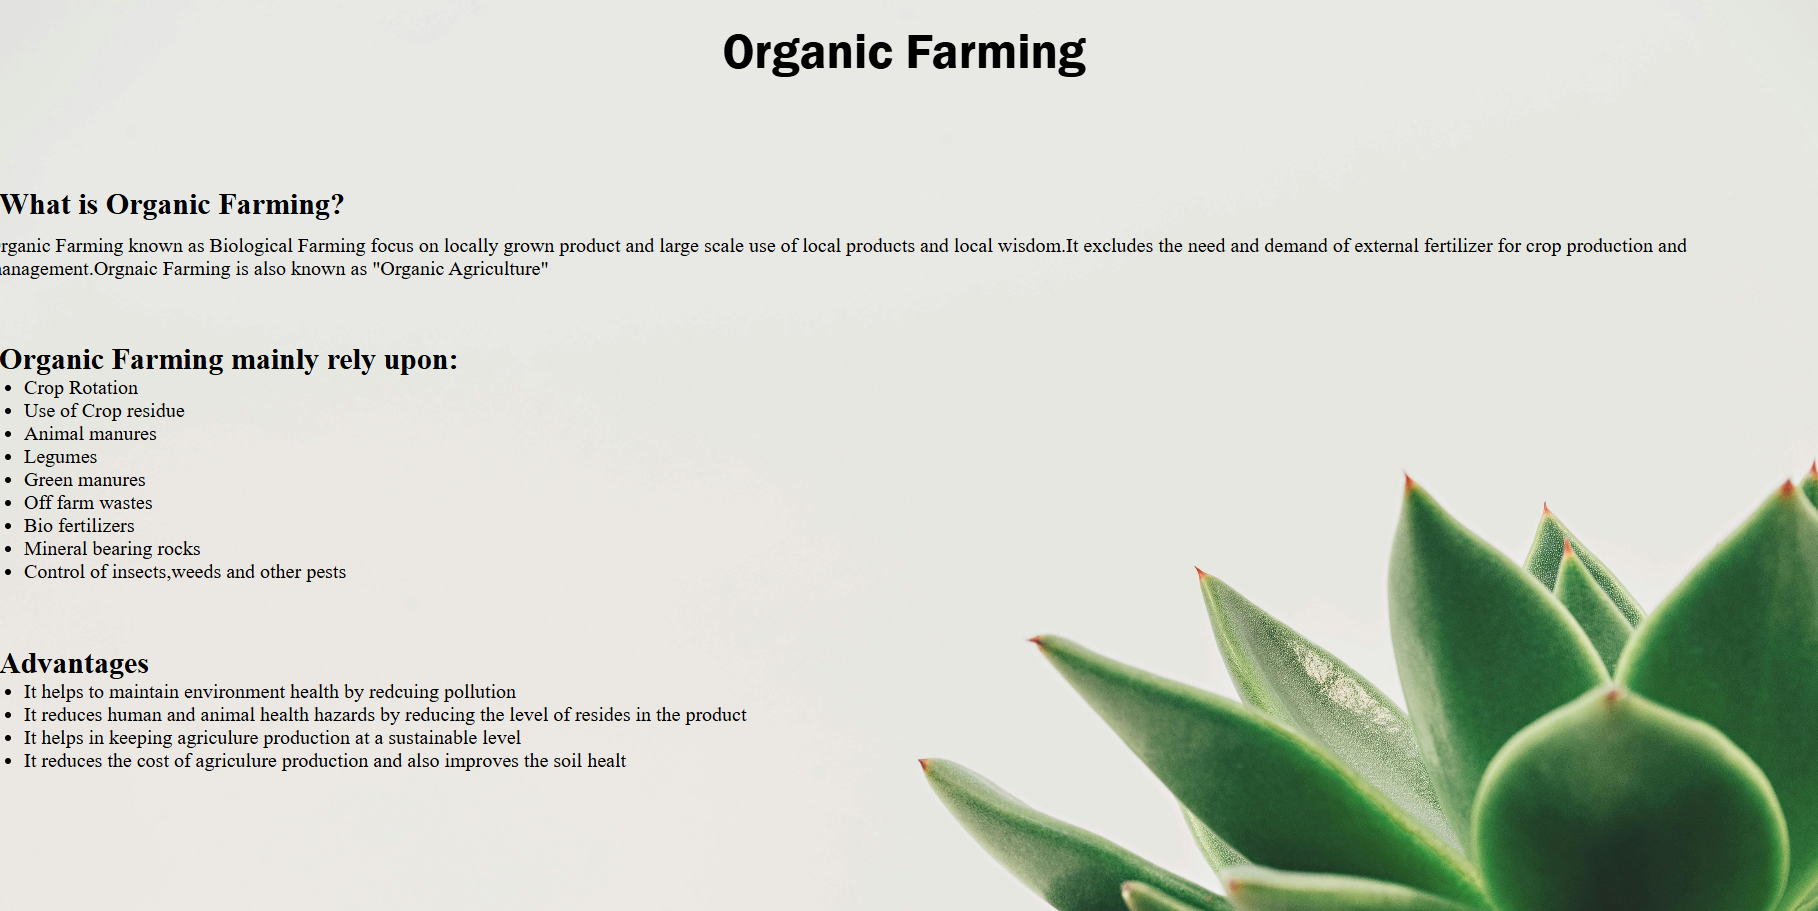 Organic Farming
What is Organic Farming?
rganic Farming known as Biological Farming focus on locally grown product and large scale use of local products and local wisdom.It excludes the need and demand of external fertilizer for crop production and
anagement.Orgnaic Farming is also known as "Organic Agriculture"
Organic Farming mainly rely upon:
• Crop Rotation
• Use of Crop residue
• Animal manures
• Legumes
• Green manures
• Off farm wastes
• Bio fertilizers
• Mineral bearing rocks
• Control of insects,weeds and other pests
Advantages
• It helps to maintain environment health by redcuing pollution
• It reduces human and animal health hazards by reducing the level of resides in the product
• It helps in keeping agriculure production at a sustainable level
• It reduces the cost of agriculure production and also improves the soil healt